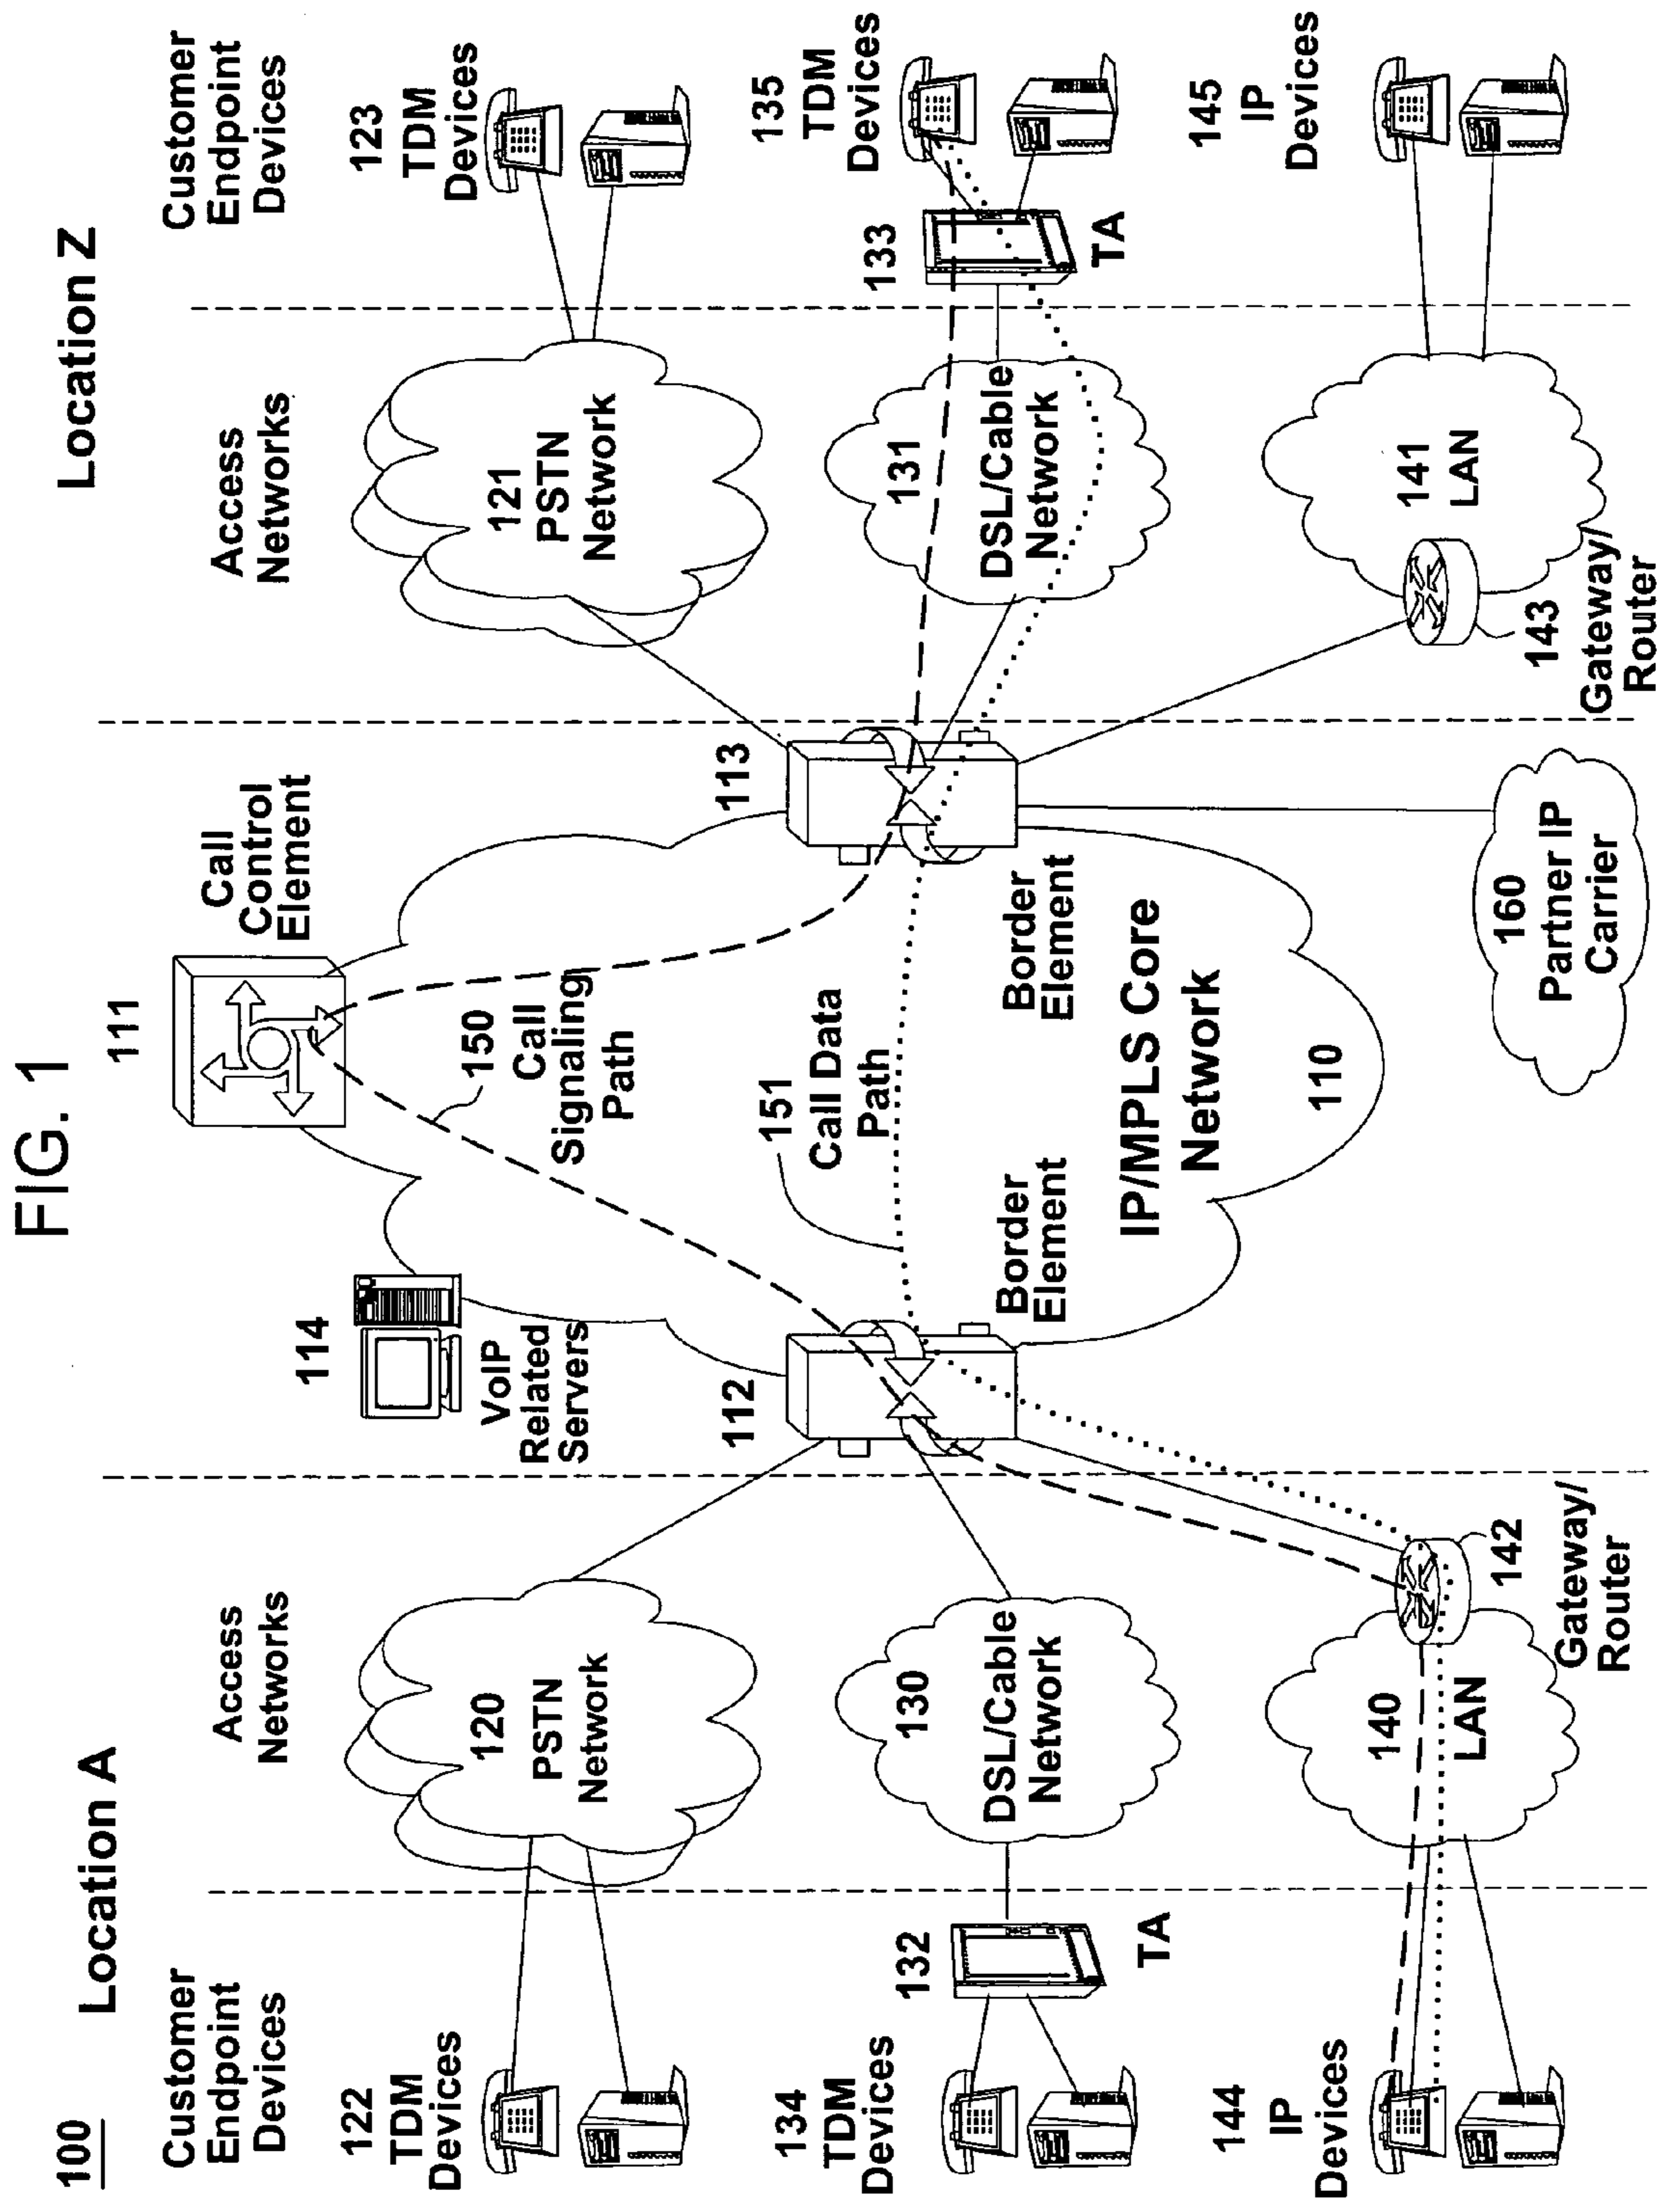 FIG. 1
100
Location A
Location Z
Customer
Endpoint
Devices
Access
Networks
111
Call
Control
Element
Access
Networks
Customer
Endpoint
Devices
122
TDM
Devices
120
PSTN
Network
114
VoIP
Related
Servers
150
Call
Signaling
Path
121
PSTN
Network
123
TDM
Devices
134
TDM
Devices
132
TA
130
DSL/Cable
Network
112
Border
Element
151
Call Data
Path
113
Border
Element
131
DSL/Cable
Network
133
TA
135
TDM
Devices
IP/MPLS Core
Network
110
144
IP
Devices
140
LAN
142
Gateway/
Router
160
Partner IP
Carrier
143
Gateway/
Router
141
LAN
145
IP
Devices